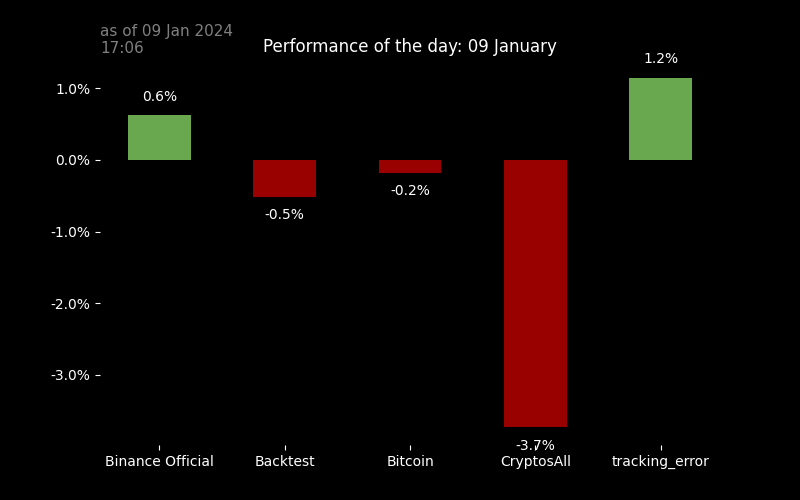 as of 09 Jan 2024
17:06
Performance of the day: 09 January
1.2%
1.0%
0.6%
0.0%
-0.2%
-0.5%
-1.0%
-2.0%
-3.0%
-3.7%
Binance Official
Backtest
Bitcoin
CryptosAll
tracking_error